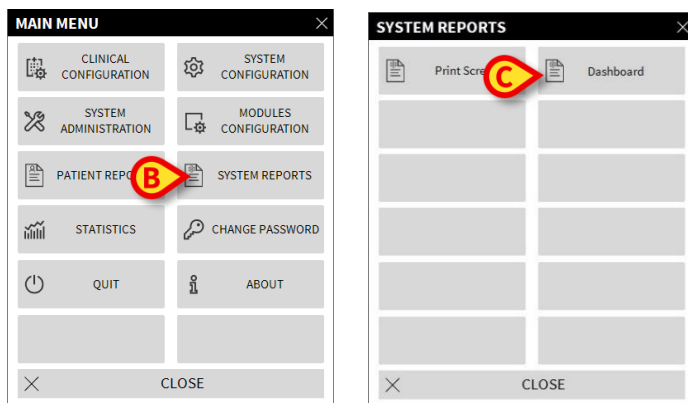 MAIN MENU
CLINICAL
CONFIGURATION
SYSTEM
CONFIGURATION
SYSTEM
ADMINISTRATION
MODULES
CONFIGURATION
PATIENT REPO
B
SYSTEM REPORTS
STATISTICS
CHANGE PASSWORD
QUIT
ABOUT
CLOSE
SYSTEM REPORTS
Print Scre
C
Dashboard
CLOSE